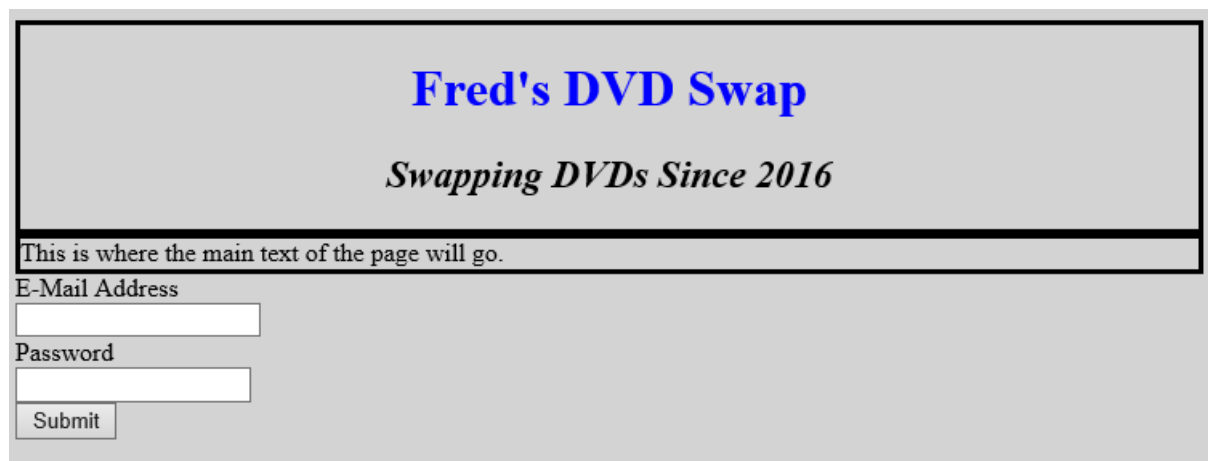 Fred's DVD Swap
Swapping DVDs Since 2016
This is where the main text of the page will go.
E-Mail Address
Password
Submit